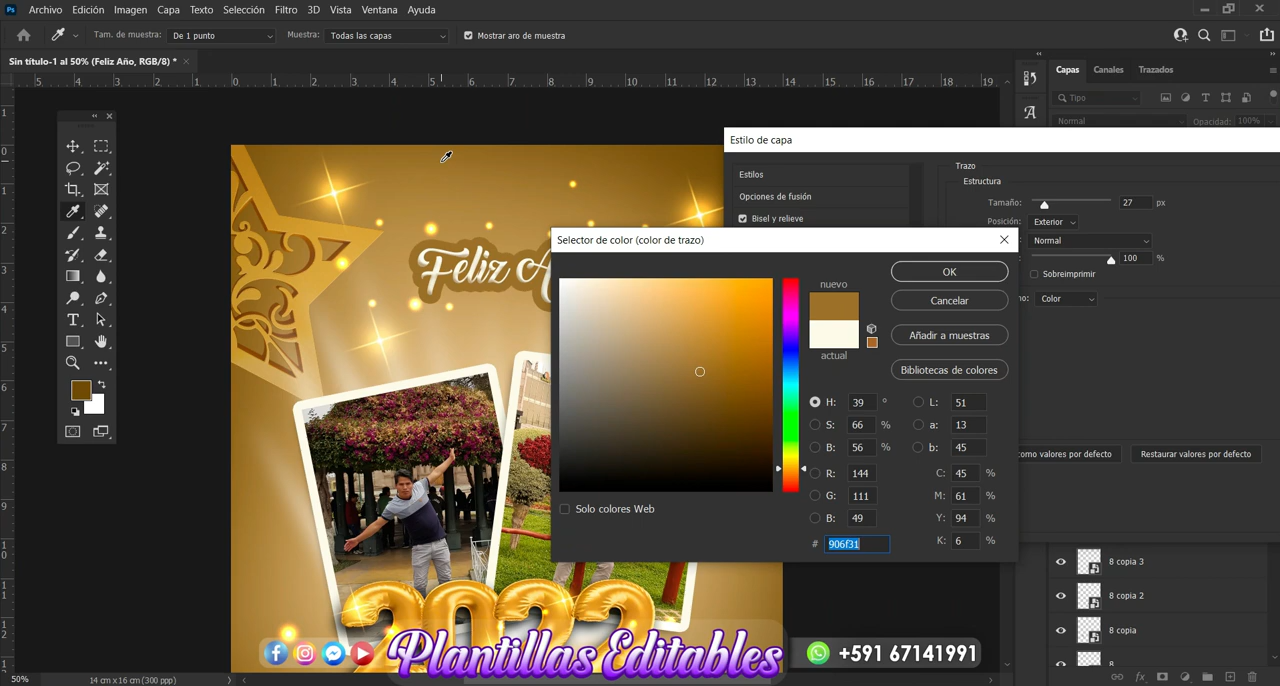 Ps Archivo Edición Imagen Capa Texto Selección Filtro 3D Vista Ventana Ayuda
Tam. de muestra: De 1 punto Muestra: Todas las capas Mostrar aro de muestra
Sin título-1 al 50% (Feliz Año, RGB/8) *
Capas Canales Trazados
Tipo
Normal Opacidad: 100%
Estilo de capa
Estilos
Opciones de fusión
Bisel y relieve
Trazo
Estructura
Tamaño: 27 px
Posición: Exterior
Normal
100 %
Sobreimprimir
Color
como valores por defecto Restaurar valores por defecto
Selector de color (color de trazo)
nuevo
actual
OK
Cancelar
Añadir a muestras
Bibliotecas de colores
H: 39 ° L: 51
S: 66 % a: 13
B: 56 % b: 45
R: 144 C: 45 %
G: 111 M: 61 %
B: 49 Y: 94 %
# 906f31 K: 6 %
Solo colores Web
Feliz A
2022
Plantillas Editables
+591 67141991
8 copia 3
8 copia 2
8 copia
8
50% 14 cm x 16 cm (300 ppp)